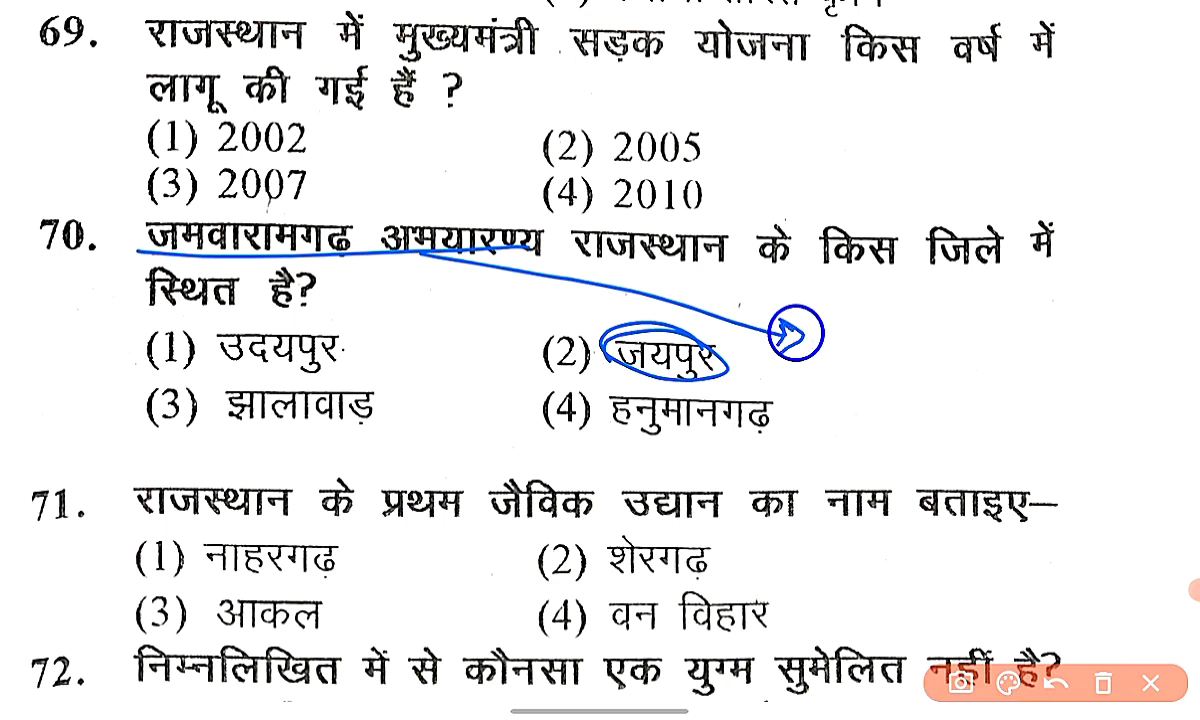 69. राजस्थान में मुख्यमंत्री सड़क योजना किस वर्ष में
लागू की गई हैं ?
(1) 2002 (2) 2005
(3) 2007 (4) 2010
70. जमवारामगढ़ अभयारण्य राजस्थान के किस जिले में
स्थित है?
(1) उदयपुर (2) जयपुर
(3) झालावाड़ (4) हनुमानगढ़
71. राजस्थान के प्रथम जैविक उद्यान का नाम बताइए–
(1) नाहरगढ़ (2) शेरगढ़
(3) आकल (4) वन विहार
72. निम्नलिखित में से कौनसा एक युग्म सुमेलित नहीं है?